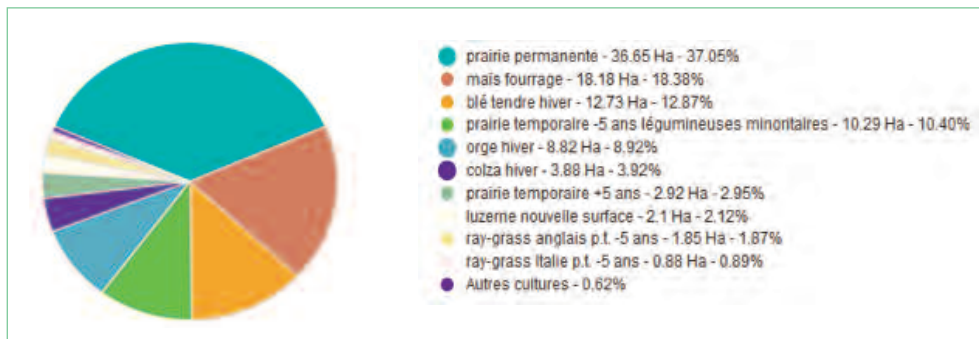 prairie permanente - 36.65 Ha - 37.05%
maïs fourrage - 18.18 Ha - 18.38%
blé tendre hiver - 12.73 Ha - 12.87%
prairie temporaire -5 ans légumineuses minoritaires - 10.29 Ha - 10.40%
orge hiver - 8.82 Ha - 8.92%
colza hiver - 3.88 Ha - 3.92%
prairie temporaire +5 ans - 2.92 Ha - 2.95%
luzerne nouvelle surface - 2.1 Ha - 2.12%
ray-grass anglais p.t. -5 ans - 1.85 Ha - 1.87%
ray-grass Italie p.t. -5 ans - 0.88 Ha - 0.89%
Autres cultures - 0.62%